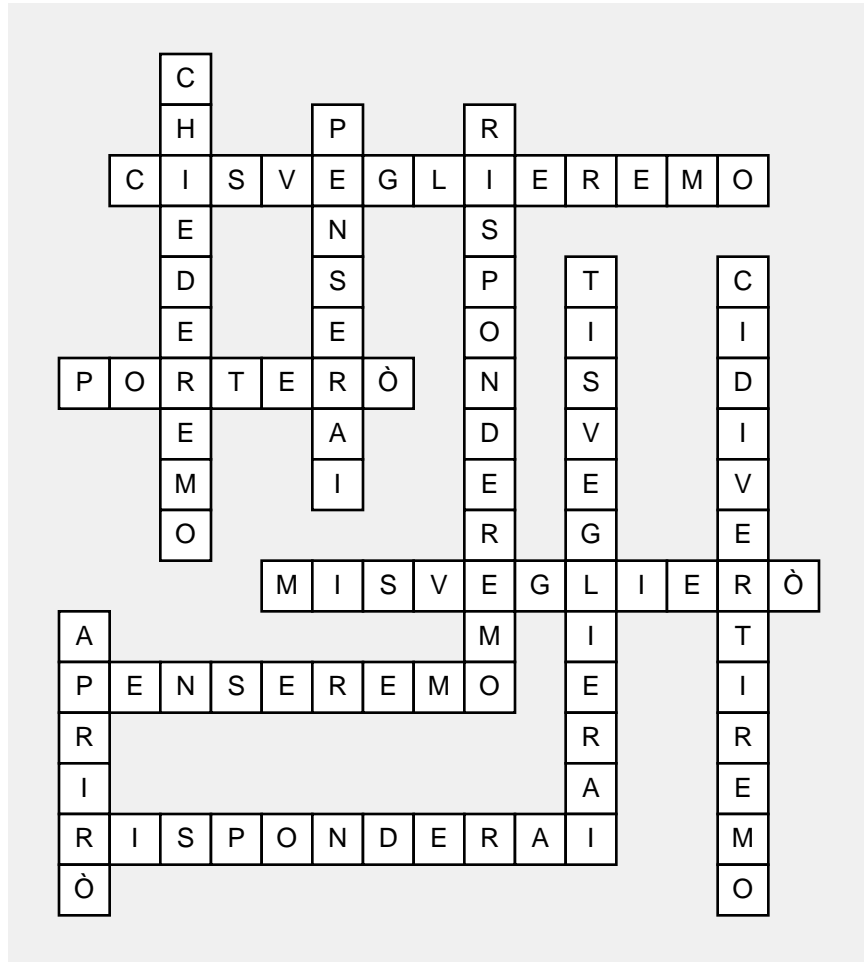 CHIEDEREMO
PENSERAI
RISPONDEREMO
CISVEGLIEREMO
TISVEGLIERAI
CIDIVERTIREMO
PORTERÒ
MISVEGLIERÒ
APRIRÒ
PENSEREMO
RISPONDERAI